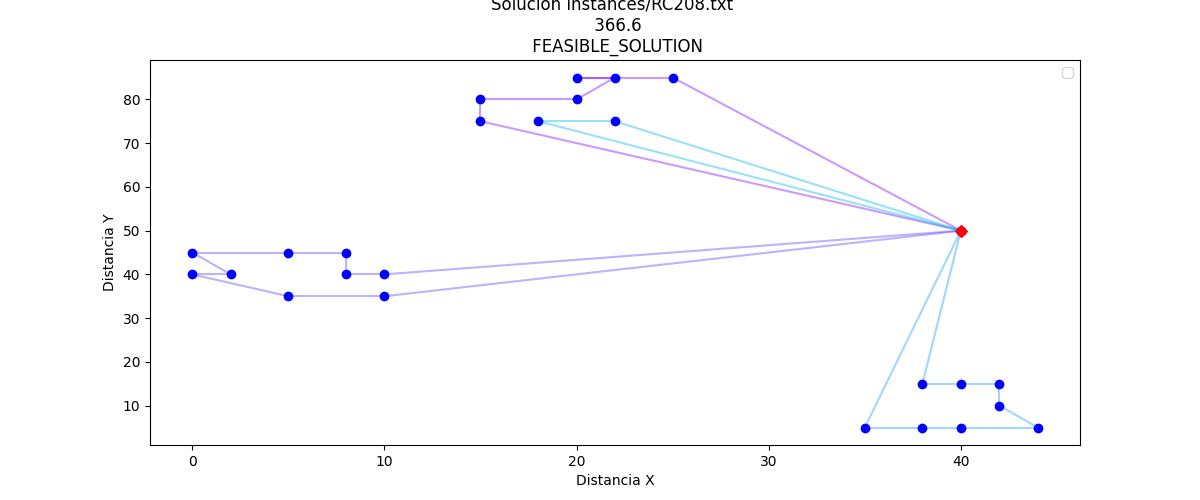 Solucion instances/RC208.txt
366.6
FEASIBLE_SOLUTION
80
70
60
50
40
30
20
10
Distancia Y
0 10 20 30 40
Distancia X